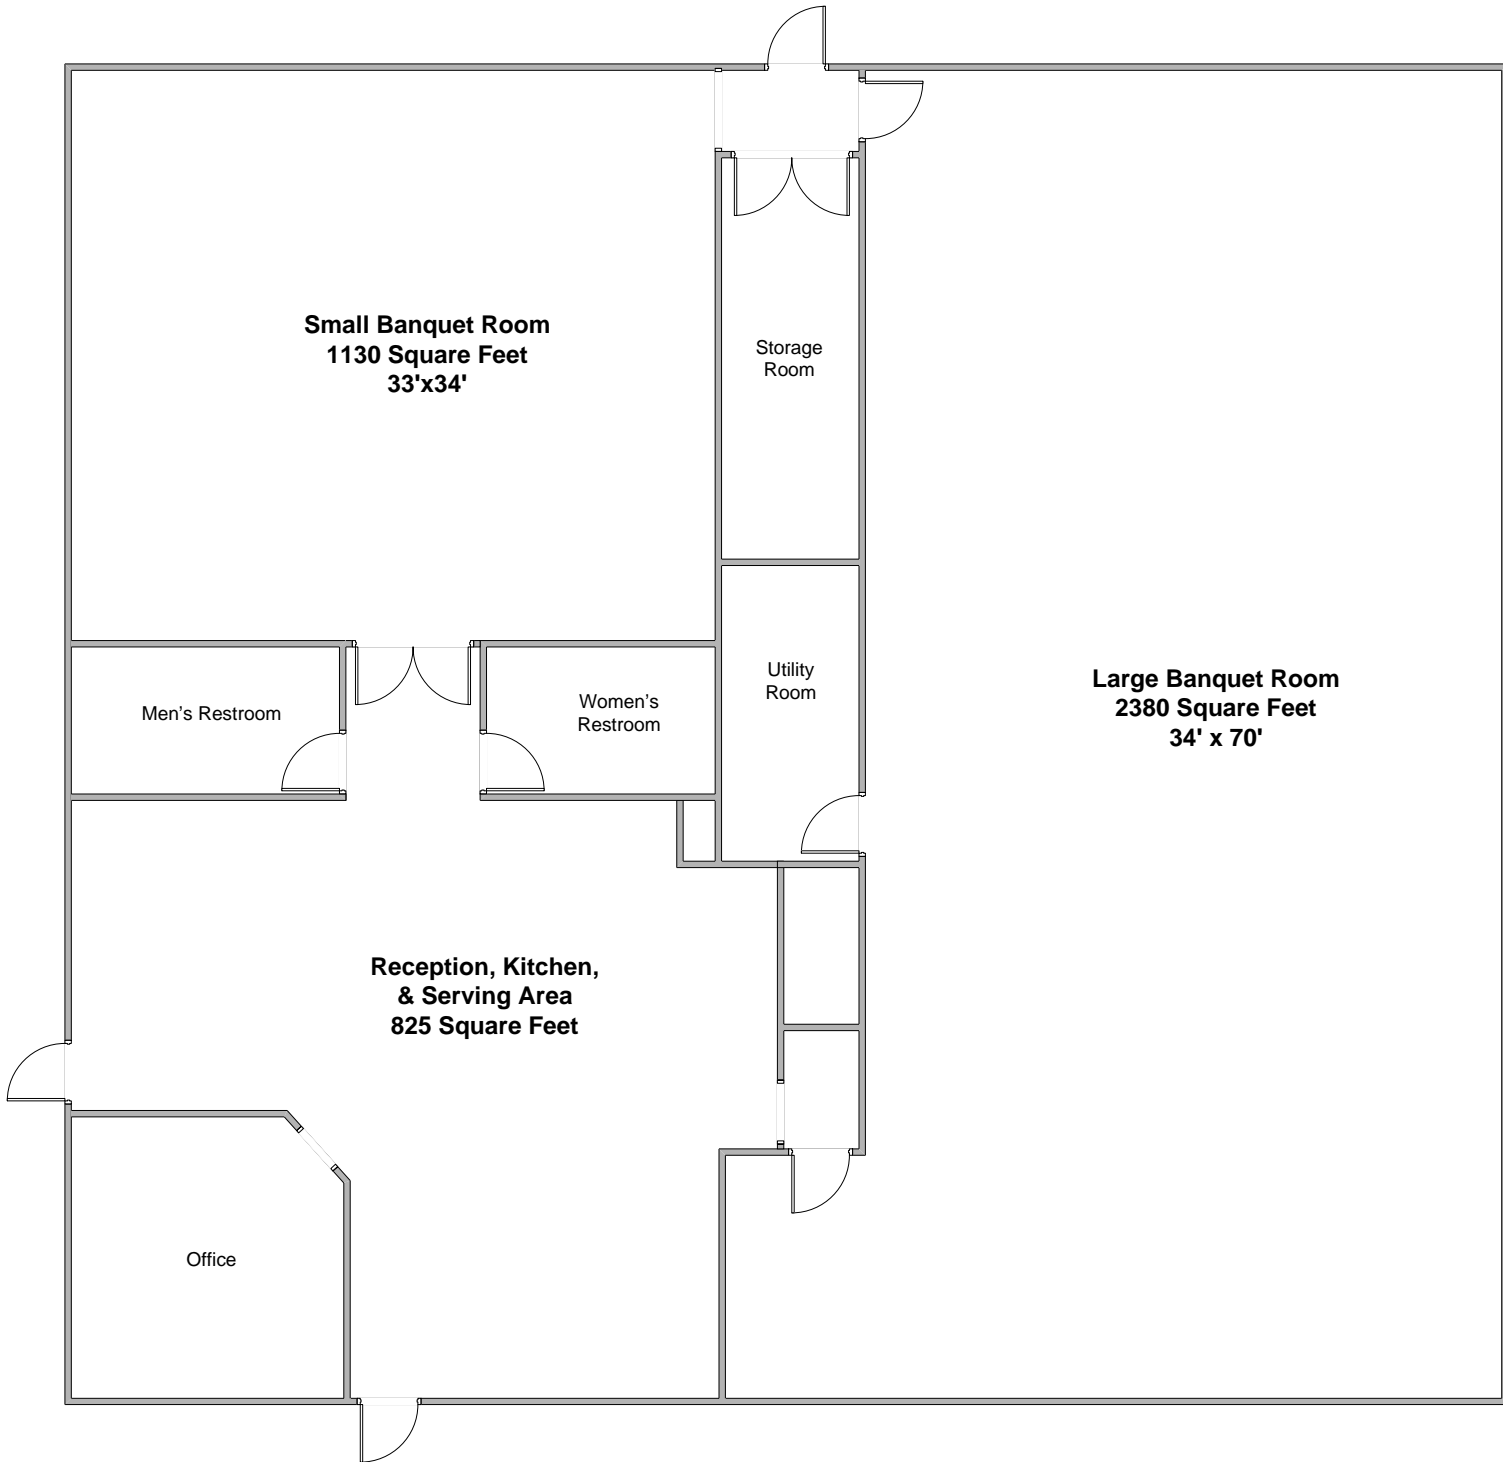 Small Banquet Room
1130 Square Feet
33'x34'
Storage
Room
Utility
Room
Large Banquet Room
2380 Square Feet
34' x 70'
Men's Restroom
Women's
Restroom
Reception, Kitchen,
& Serving Area
825 Square Feet
Office